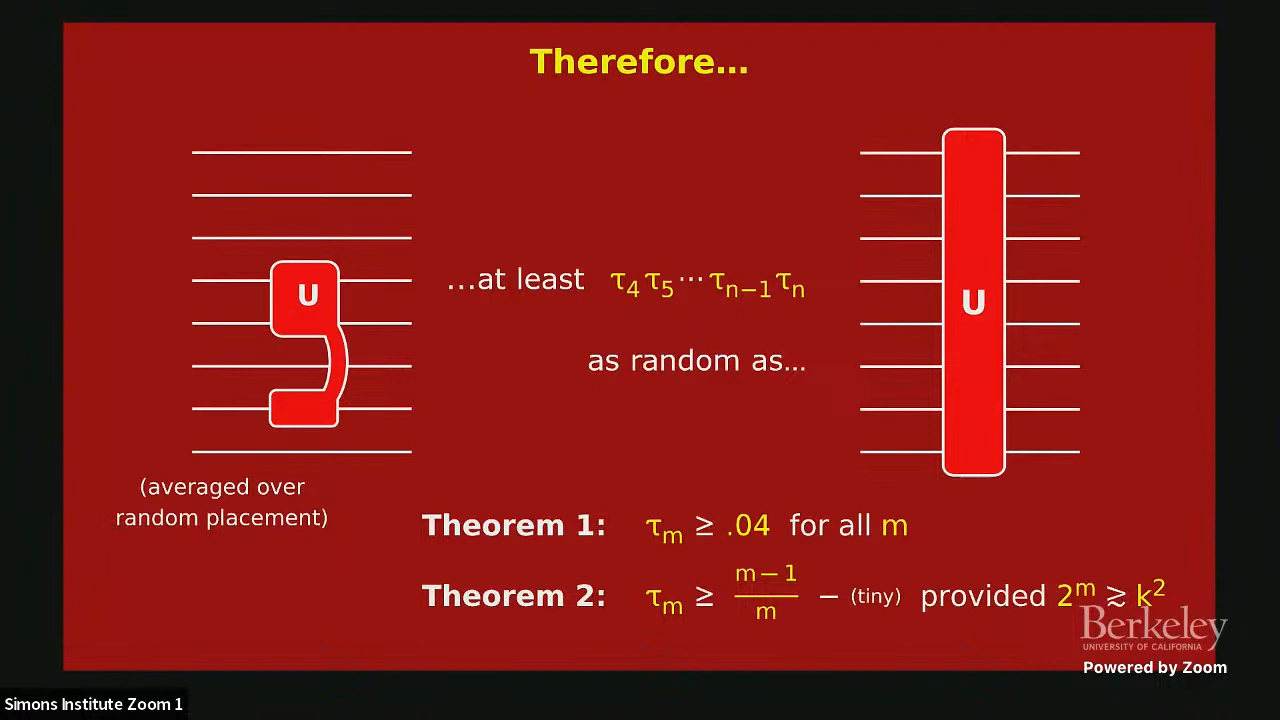 Therefore…
U
…at least τ₄τ₅⋯τₙ₋₁τₙ
U
as random as…
(averaged over
random placement)
Theorem 1: τₘ ≥ .04 for all m
Theorem 2: τₘ ≥ (m − 1)/m − (tiny) provided 2ᵐ ≳ k²
Berkeley
UNIVERSITY OF CALIFORNIA
Powered by Zoom
Simons Institute Zoom 1